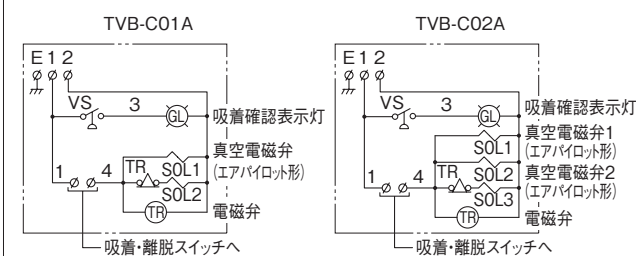 TVB-C01A
E 1 2
VS
3
GL
吸着確認表示灯
真空電磁弁
(エアパイロット形)
SOL1
TR
1
4
SOL2
TR
電磁弁
吸着・離脱スイッチへ
TVB-C02A
E 1 2
VS
3
GL
吸着確認表示灯
真空電磁弁1
(エアパイロット形)
SOL1
真空電磁弁2
(エアパイロット形)
TR
SOL2
1
4
SOL3
TR
電磁弁
吸着・離脱スイッチへ